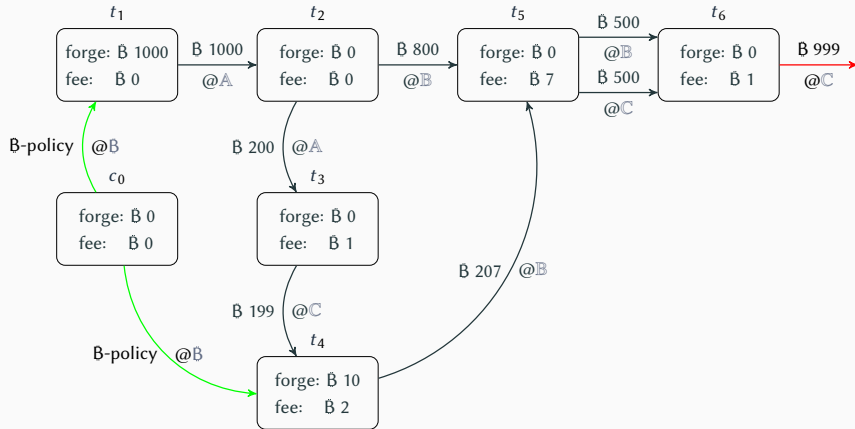 t₁
forge: ₿ 1000
fee: ₿ 0
₿ 1000
@𝔸
t₂
forge: ₿ 0
fee: ₿ 0
₿ 800
@𝔹
t₅
forge: ₿ 0
fee: ₿ 7
₿ 500
@𝔹
₿ 500
@ℂ
t₆
forge: ₿ 0
fee: ₿ 1
₿ 999
@ℂ
₿-policy @₿
₿ 200 @𝔸
c₀
forge: ₿ 0
fee: ₿ 0
t₃
forge: ₿ 0
fee: ₿ 1
₿ 207 @𝔹
₿ 199 @ℂ
₿-policy @₿
t₄
forge: ₿ 10
fee: ₿ 2